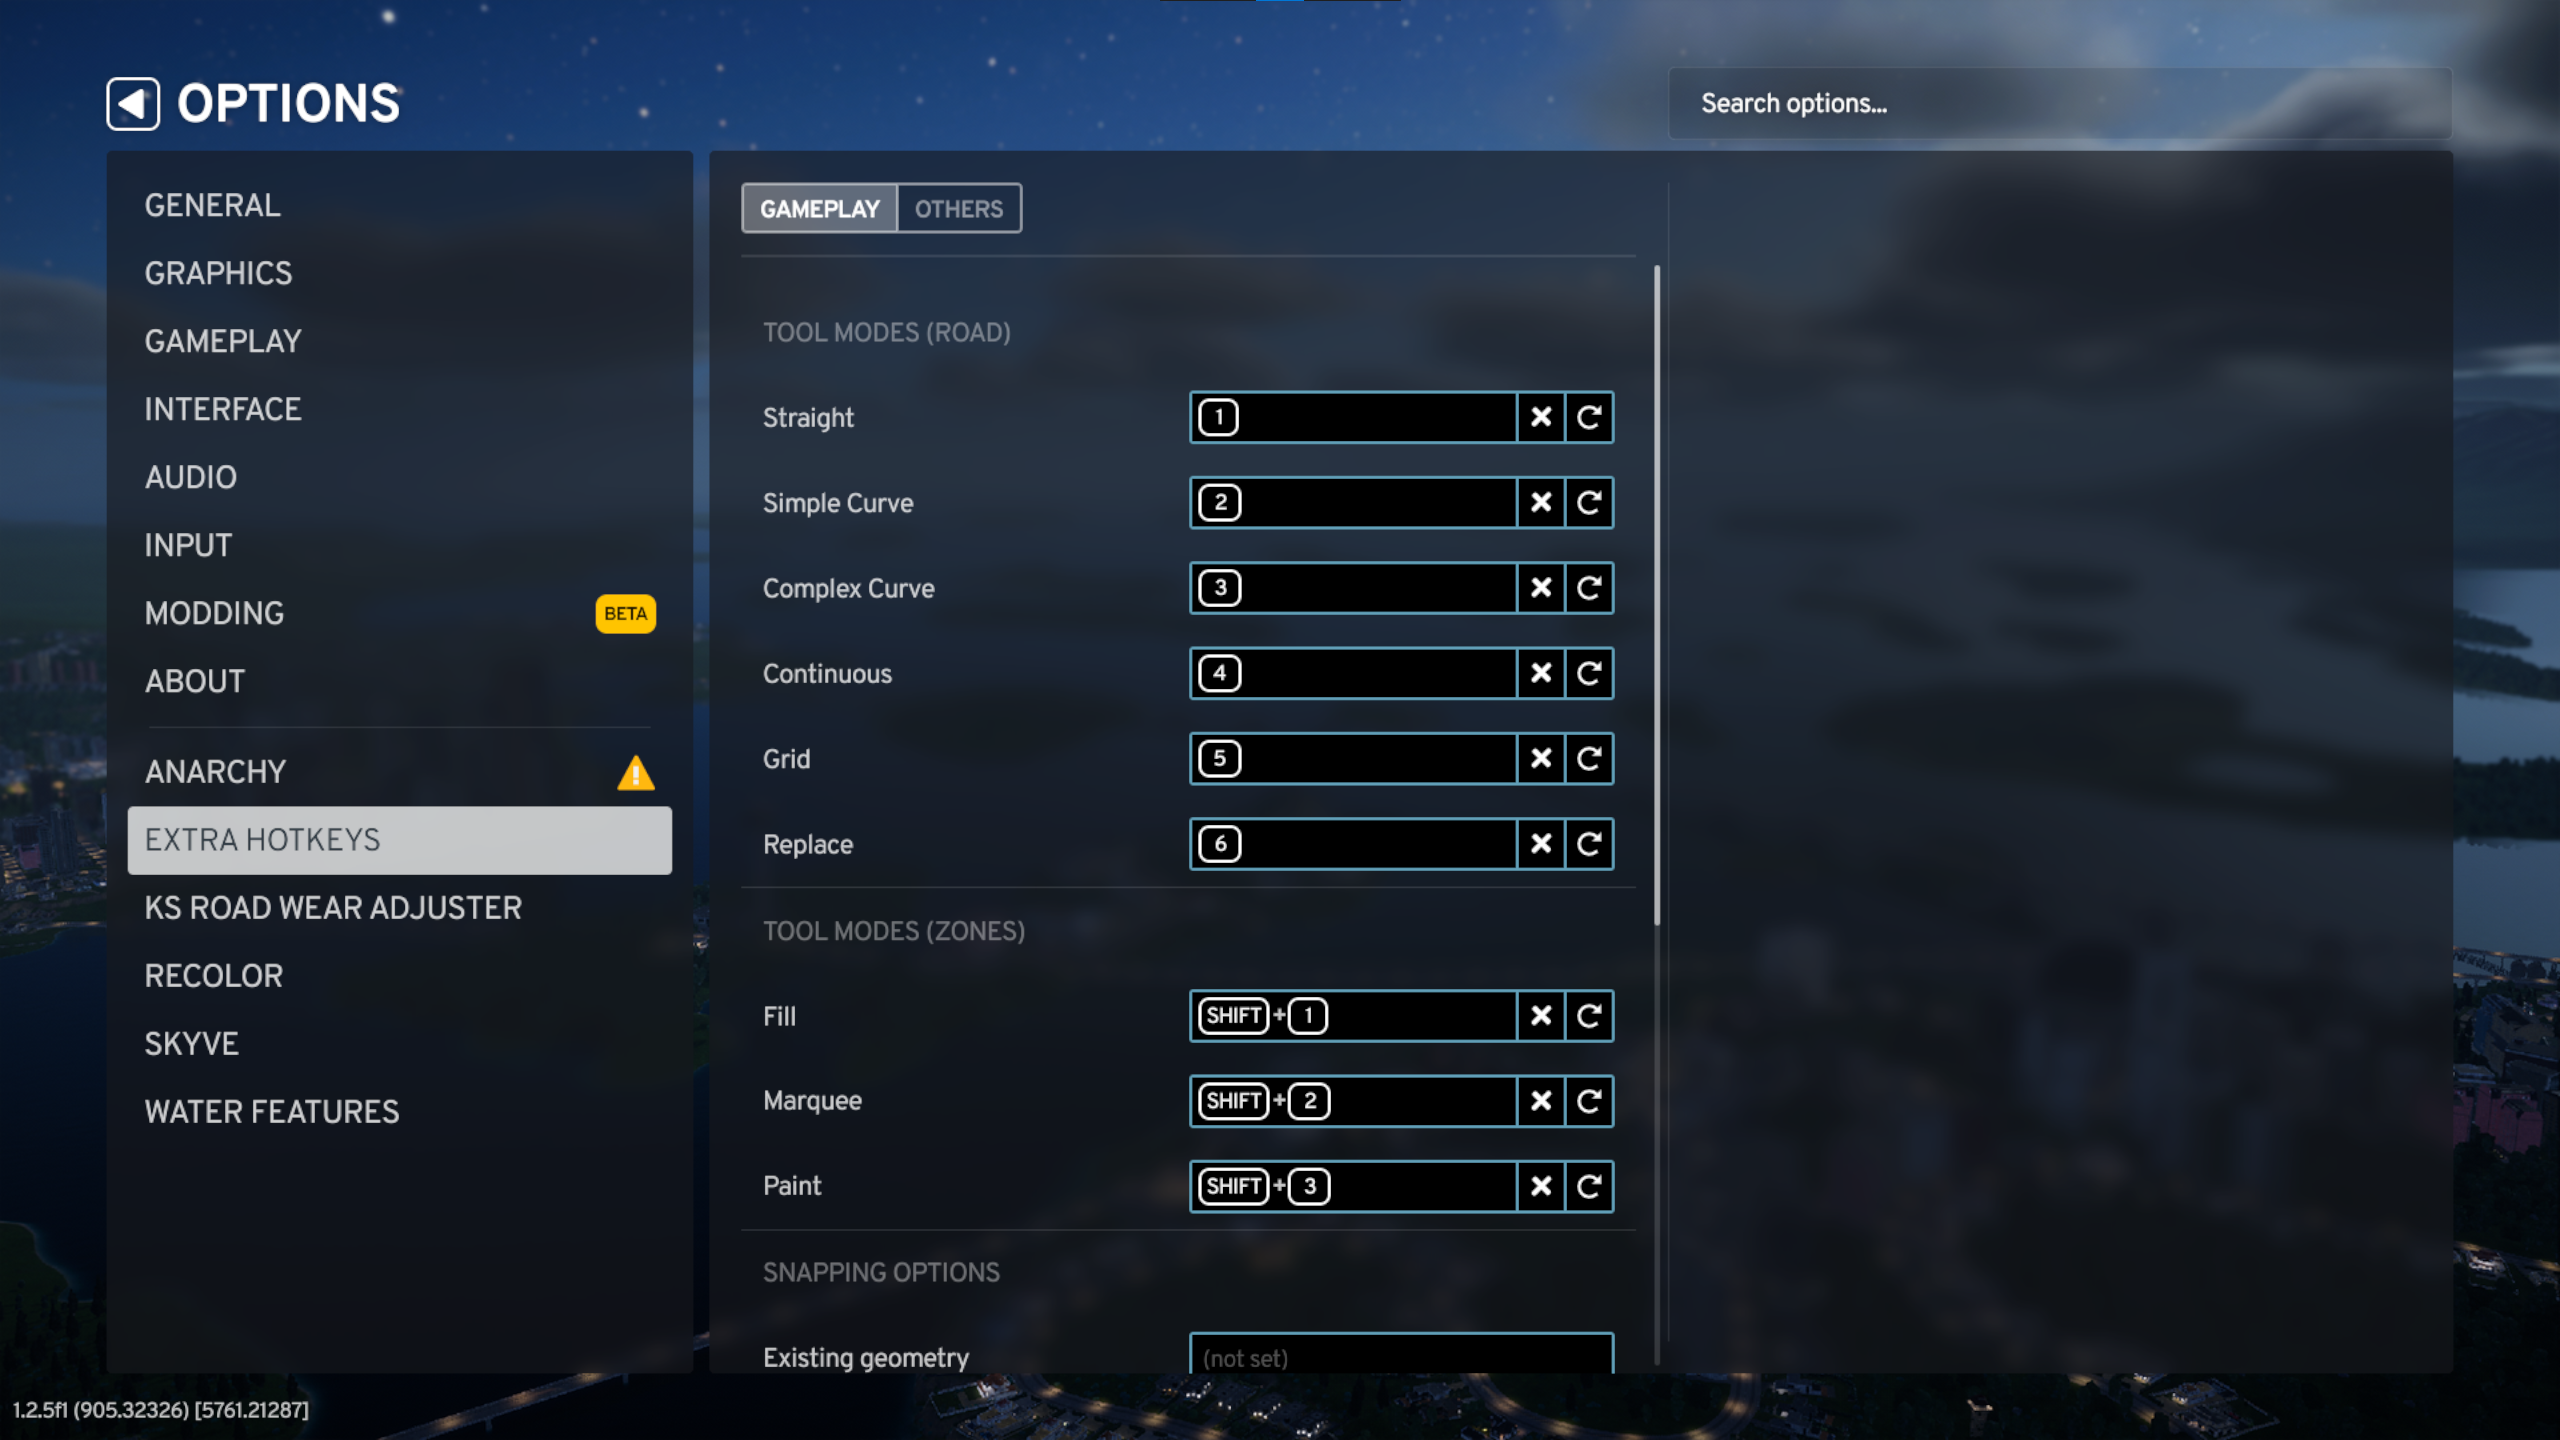 OPTIONS
Search options...
GENERAL
GRAPHICS
GAMEPLAY
INTERFACE
AUDIO
INPUT
MODDING
BETA
ABOUT
ANARCHY
EXTRA HOTKEYS
KS ROAD WEAR ADJUSTER
RECOLOR
SKYVE
WATER FEATURES
GAMEPLAY
OTHERS
TOOL MODES (ROAD)
Straight
1
Simple Curve
2
Complex Curve
3
Continuous
4
Grid
5
Replace
6
TOOL MODES (ZONES)
Fill
SHIFT+1
Marquee
SHIFT+2
Paint
SHIFT+3
SNAPPING OPTIONS
Existing geometry
(not set)
1.2.5f1 (905.32326) [5761.21287]